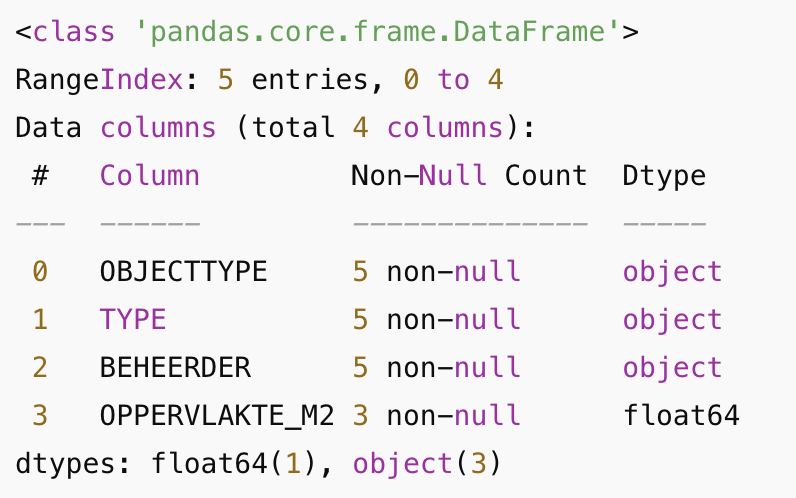 <class 'pandas.core.frame.DataFrame'>
RangeIndex: 5 entries, 0 to 4
Data columns (total 4 columns):
 #   Column         Non-Null Count  Dtype
---  ------         --------------  -----
 0   OBJECTTYPE     5 non-null      object
 1   TYPE           5 non-null      object
 2   BEHEERDER      5 non-null      object
 3   OPPERVLAKTE_M2 3 non-null      float64
dtypes: float64(1), object(3)